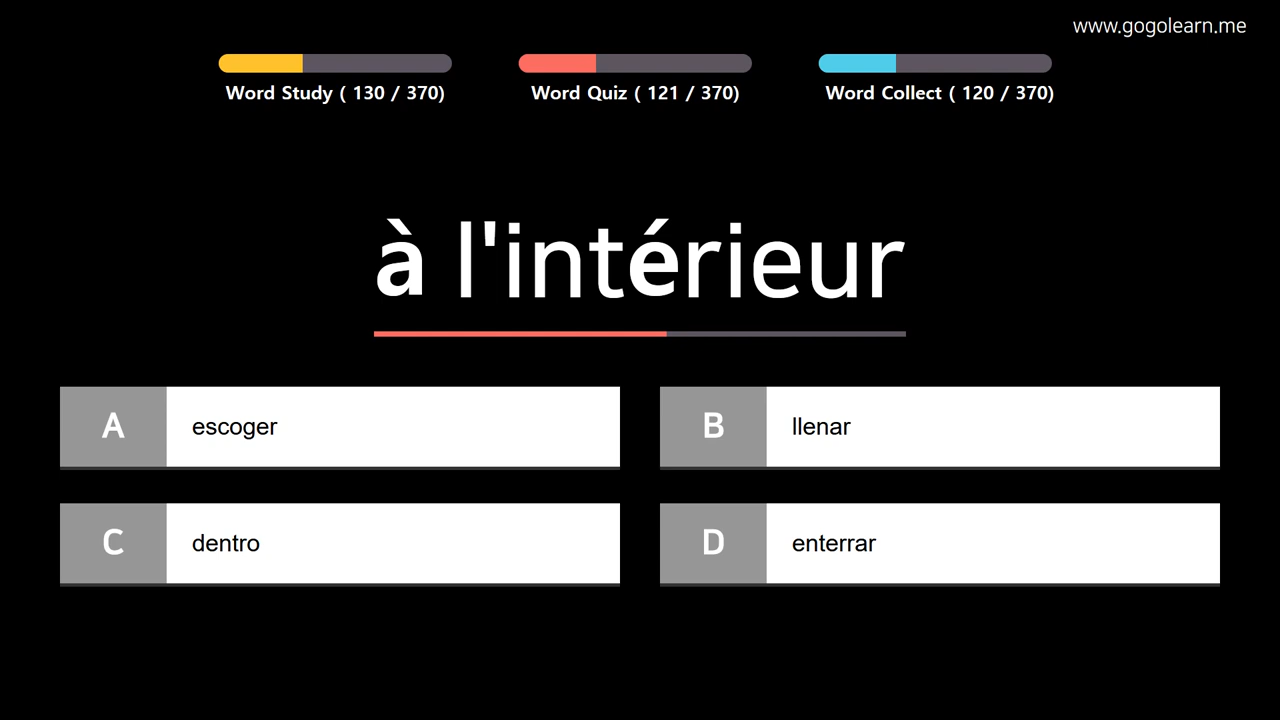 www.gogolearn.me
Word Study ( 130 / 370)
Word Quiz ( 121 / 370)
Word Collect ( 120 / 370)
à l'intérieur
A escoger
B llenar
C dentro
D enterrar